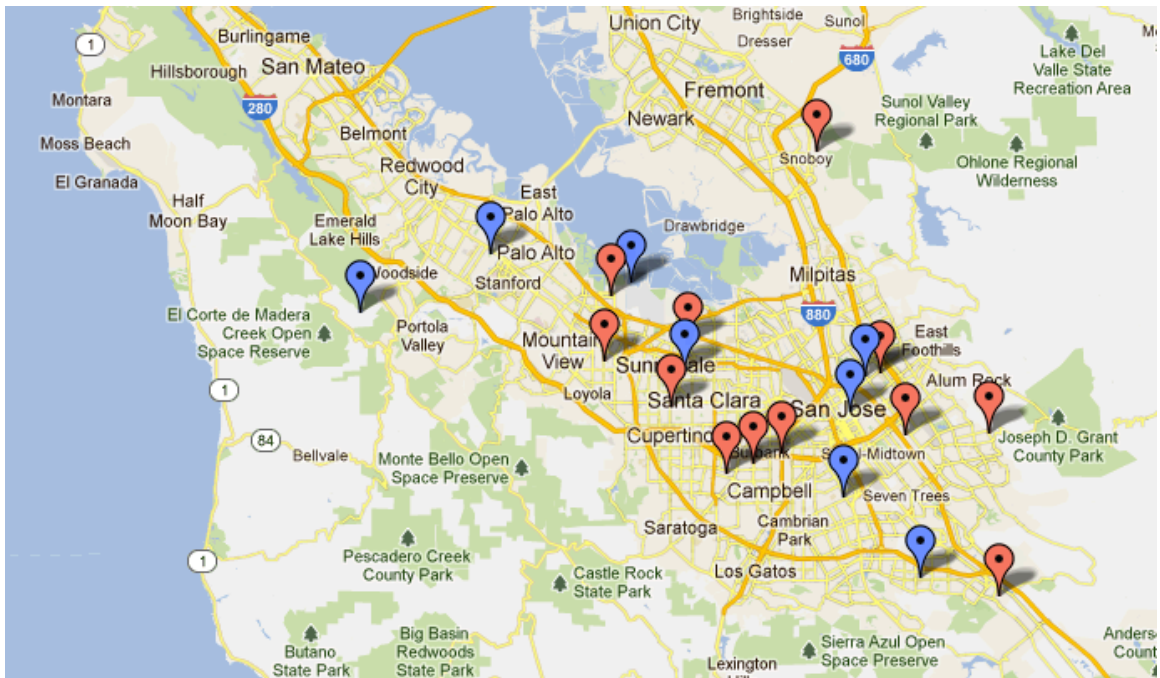 1
Burlingame
Hillsborough
San Mateo
280
Montara
Moss Beach
El Granada
Belmont
Redwood
City
Half
Moon Bay
Emerald
Lake Hills
East
Palo Alto
Palo Alto
Woodside
Stanford
El Corte de Madera
Creek Open
Space Reserve
Portola
Valley
1
84
Bellvale
Monte Bello Open
Space Preserve
1
Pescadero Creek
County Park
Butano
State Park
Big Basin
Redwoods
State Park
Castle Rock
State Park
Union City
Brightside
Sunol
Dresser
680
Fremont
Newark
Lake Del
Valle State
Recreation Area
Sunol Valley
Regional Park
Snoboy
Ohlone Regional
Wilderness
Drawbridge
Milpitas
880
Mountain
View
Loyola
Santa Clara
Cupertino
San Jose
East
Foothills
Alum Rock
Joseph D. Grant
County Park
Campbell
Seven Trees
Saratoga
Cambrian
Park
Los Gatos
Sierra Azul Open
Space Preserve
Lexington